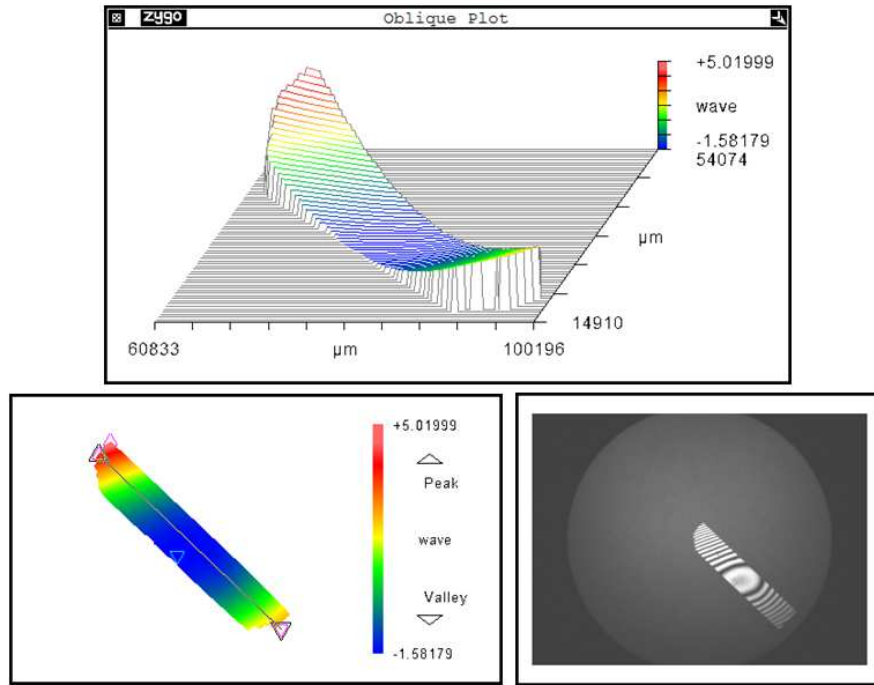 zygo Oblique Plot
+5.01999
wave
-1.58179
54074
µm
14910
60833 µm 100196
+5.01999
Peak
wave
Valley
-1.58179